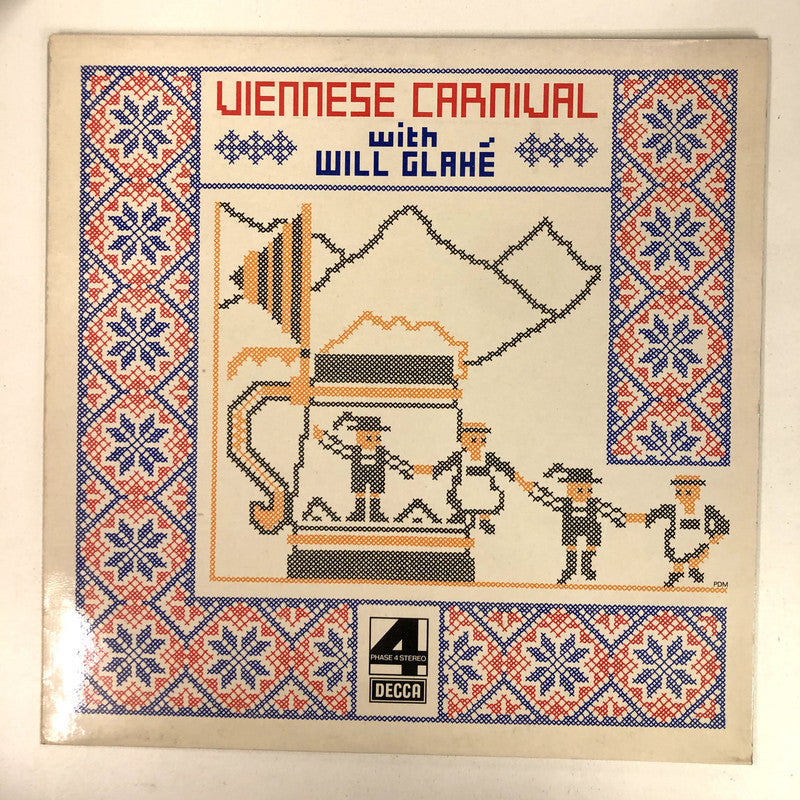 VIENNESE CARNIVAL
with
WILL GLAHÉ
PDM
4
PHASE 4 STEREO
DECCA